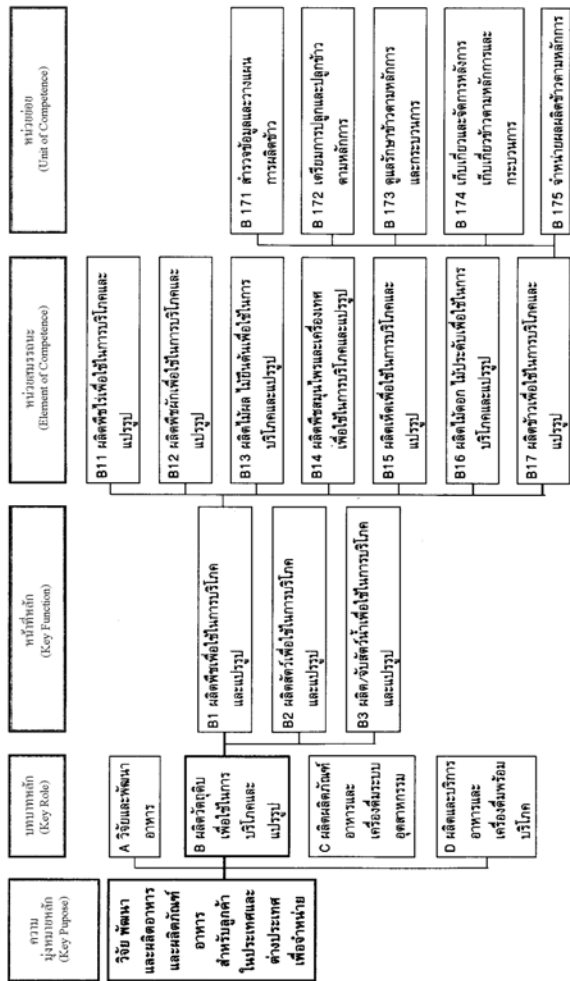 ความ
มุ่งหมายหลัก
(Key Pupose)
วิจัย พัฒนา
และผลิตอาหาร
และผลิตภัณฑ์
อาหาร
สำหรับลูกค้า
ในประเทศและ
ต่างประเทศ
เพื่อจำหน่าย
บทบาทหลัก
(Key Role)
A วิจัยและพัฒนา
อาหาร
B ผลิตวัตถุดิบ
เพื่อใช้ในการ
บริโภคและ
แปรรูป
C ผลิตผลิตภัณฑ์
อาหารและ
เครื่องดื่มระบบ
อุตสาหกรรม
D ผลิตและบริการ
อาหารและ
เครื่องดื่มพร้อม
บริโภค
หน้าที่หลัก
(Key Function)
B1 ผลิตพืชเพื่อใช้ในการบริโภค
และแปรรูป
B2 ผลิตสัตว์เพื่อใช้ในการบริโภค
และแปรรูป
B3 ผลิต/จับสัตว์น้ำเพื่อใช้ในการบริโภค
และแปรรูป
หน่วยสมรรถนะ
(Element of Competence)
B11 ผลิตพืชไร่เพื่อใช้ในการบริโภคและ
แปรรูป
B12 ผลิตพืชผักเพื่อใช้ในการบริโภคและ
แปรรูป
B13 ผลิตไม้ผล ไม้ยืนต้นเพื่อใช้ในการ
บริโภคและแปรรูป
B14 ผลิตพืชสมุนไพรและเครื่องเทศ
เพื่อใช้ในการบริโภคและแปรรูป
B15 ผลิตเห็ดเพื่อใช้ในการบริโภคและ
แปรรูป
B16 ผลิตไม้ดอก ไม้ประดับเพื่อใช้ในการ
บริโภคและแปรรูป
B17 ผลิตข้าวเพื่อใช้ในการบริโภคและ
แปรรูป
หน่วยย่อย
(Unit of Competence)
B 171 สำรวจข้อมูลและวางแผน
การผลิตข้าว
B 172 เตรียมการปลูกและปลูกข้าว
ตามหลักการ
B 173 ดูแลรักษาข้าวตามหลักการ
และกระบวนการ
B 174 เก็บเกี่ยวและจัดการหลังการ
เก็บเกี่ยวข้าวตามหลักการและ
กระบวนการ
B 175 จำหน่ายผลผลิตข้าวตามหลักการ